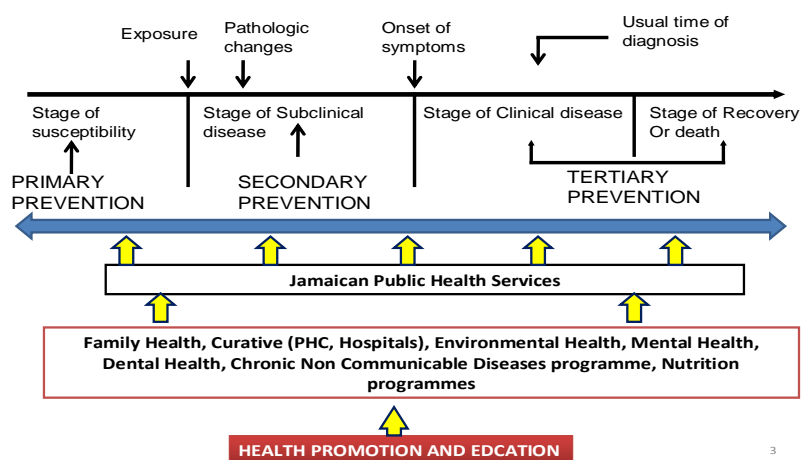 Exposure
Pathologic
changes
Onset of
symptoms
Usual time of
diagnosis
Stage of
susceptibility
Stage of Subclinical
disease
Stage of Clinical disease
Stage of Recovery
Or death
PRIMARY
PREVENTION
SECONDARY
PREVENTION
TERTIARY
PREVENTION
Jamaican Public Health Services
Family Health, Curative (PHC, Hospitals), Environmental Health, Mental Health,
Dental Health, Chronic Non Communicable Diseases programme, Nutrition
programmes
HEALTH PROMOTION AND EDCATION
3